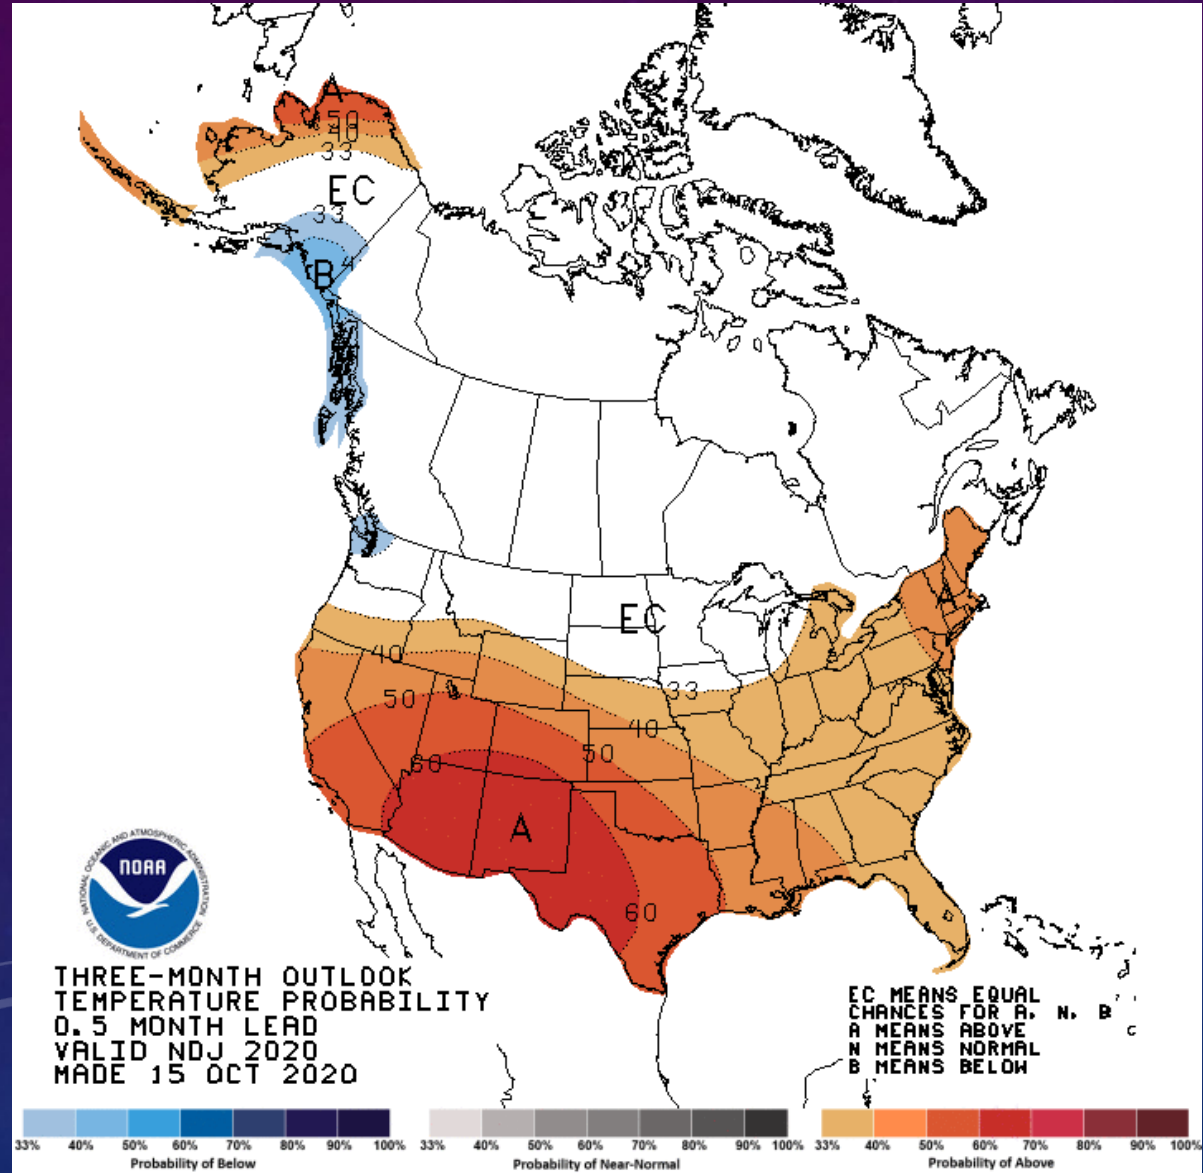 A
50
40
33
EC
33
B 4
A
EC
40
33
50
40
50
60
A
60
NATIONAL OCEANIC AND ATMOSPHERIC ADMINISTRATION
NOAA
U.S. DEPARTMENT OF COMMERCE
THREE-MONTH OUTLOOK
TEMPERATURE PROBABILITY
0.5 MONTH LEAD
VALID NDJ 2020
MADE 15 OCT 2020
EC MEANS EQUAL
CHANCES FOR A, N, B
A MEANS ABOVE
N MEANS NORMAL
B MEANS BELOW
C
33% 40% 50% 60% 70% 80% 90% 100%
Probability of Below
33% 40% 50% 60% 70% 80% 90% 100%
Probability of Near-Normal
33% 40% 50% 60% 70% 80% 90% 100%
Probability of Above